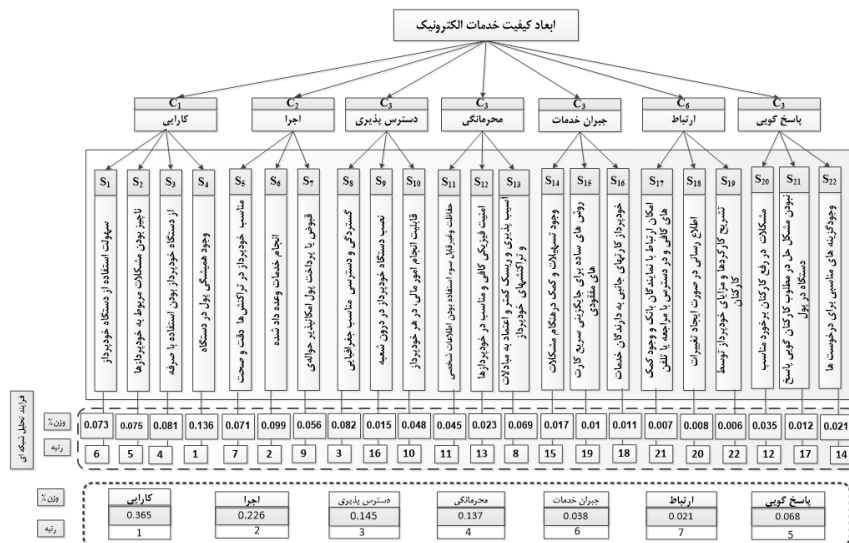 ابعاد کیفیت خدمات الکترونیک
C1
کارایی
C2
اجرا
C3
دسترس پذیری
C3
محرمانگی
C3
جبران خدمات
C6
ارتباط
C3
پاسخ گویی
S1
سهولت استفاده از دستگاه خودپرداز
S2
ناچیز بودن مشکلات مربوط به خودپردازها
S3
از دستگاه خودپرداز بودن استفاده با صرفه
S4
وجود همیشگی پول در دستگاه
S5
مناسب خودپرداز در تراکنش‌ها دقت و صحت
S6
انجام خدمات وعده داد شده
S7
قبوض یا پرداخت پول امکانپذیر حواله‌ی
S8
گستردگی و دسترسی مناسب جغرافیایی
S9
نصب دستگاه خودپرداز در درون شعبه
S10
قابلیت انجام امور مالی در هر خودپرداز
S11
حفاظت وغیرقابل سوء استفاده بودن اطلاعات شخصی
S12
امنیت فیزیکی کافی و مناسب در خودپردازها
S13
آسیب پذیری و ریسک کمتر و اعتماد به مبادلات
و تراکنشهای خودپرداز
S14
وجود تسهیلات و کمک درهنگام مشکلات
S15
روش های ساده برای جایگزینی سریع کارت
های مفقودی
S16
خودپرداز کارتهای جانبی به دارندگان خدمات
S17
امکان ارتباط با نمایندگان بانک و وجود کمک
های کافی و در دسترس با مراجعه یا تلفن
S18
اطلاع رسانی در صورت ایجاد تغییرات
S19
تشریح کارکردها و مزایای خودپرداز توسط
کارکنان
S20
مشکلات در رفع کارکنان برخورد مناسب
S21
نبودن مشکل حل در مطلوب کارکنان گویی پاسخ
دستگاه در پول
S22
وجودگزینه های مناسبی برای درخوست ها
فرایند تحلیل شبکه ای
وزن%
0.073 0.075 0.081 0.136 0.071 0.099 0.056 0.082 0.015 0.048 0.045 0.023 0.069 0.017 0.01 0.011 0.007 0.008 0.006 0.035 0.012 0.021
رتبه
6 5 4 1 7 2 9 3 16 10 11 13 8 15 19 18 21 20 22 12 17 14
وزن%
رتبه
کارایی
0.365
1
اجرا
0.226
2
دسترس پذیری
0.145
3
محرمانگی
0.137
4
جبران خدمات
0.038
6
ارتباط
0.021
7
پاسخ گویی
0.068
5